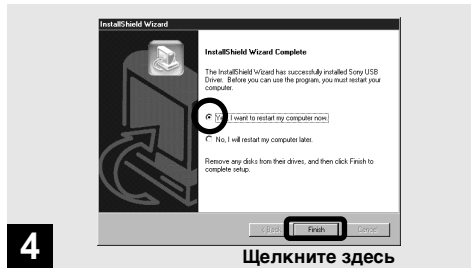 InstallShield Wizard
InstallShield Wizard Complete
The InstallShield Wizard has successfully installed Sony USB
Driver. Before you can use the program, you must restart your
computer.
Yes, I want to restart my computer now.
No, I will restart my computer later.
Remove any disks from their drives, and then click Finish to
complete setup.
< Back Finish Cancel
4
Щелкните здесь